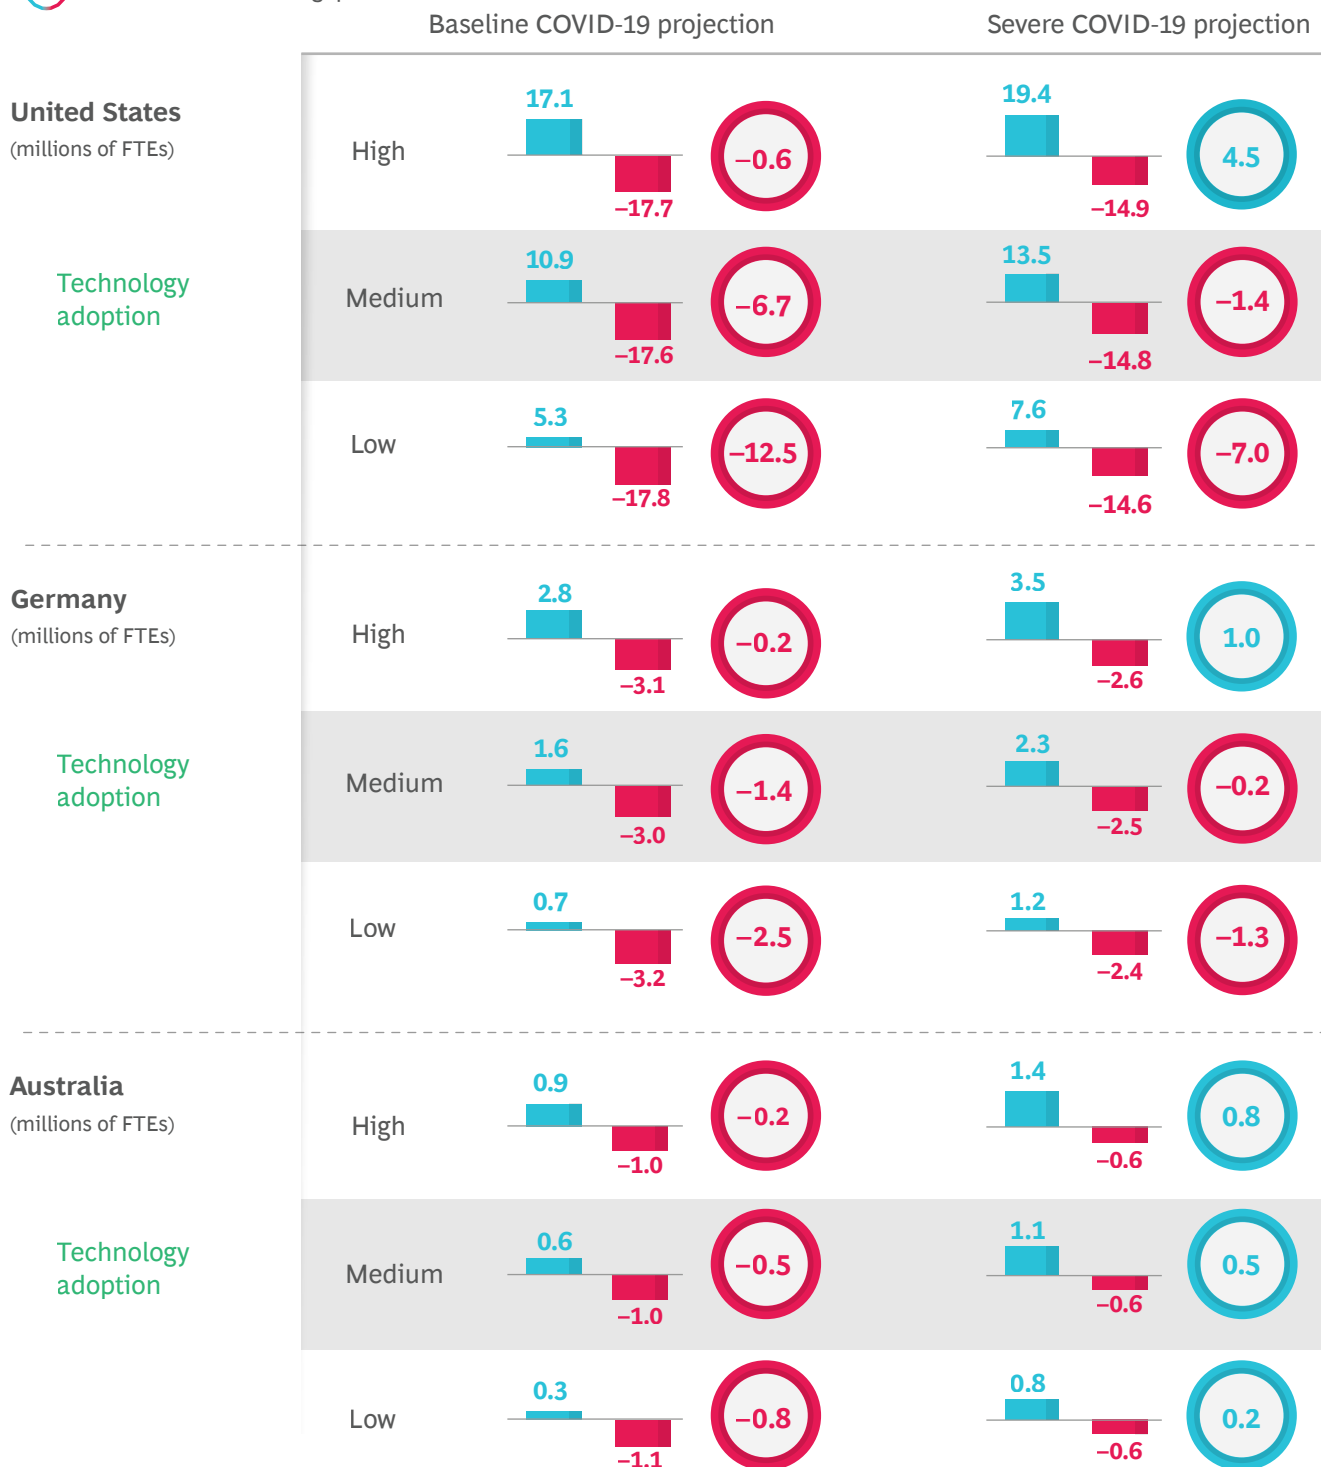 Baseline COVID-19 projection
Severe COVID-19 projection
United States
(millions of FTEs)
Technology
adoption
High
17.1
–17.7
–0.6
19.4
–14.9
4.5
Medium
10.9
–17.6
–6.7
13.5
–14.8
–1.4
Low
5.3
–17.8
–12.5
7.6
–14.6
–7.0
Germany
(millions of FTEs)
Technology
adoption
High
2.8
–3.1
–0.2
3.5
–2.6
1.0
Medium
1.6
–3.0
–1.4
2.3
–2.5
–0.2
Low
0.7
–3.2
–2.5
1.2
–2.4
–1.3
Australia
(millions of FTEs)
Technology
adoption
High
0.9
–1.0
–0.2
1.4
–0.6
0.8
Medium
0.6
–1.0
–0.5
1.1
–0.6
0.5
Low
0.3
–1.1
–0.8
0.8
–0.6
0.2